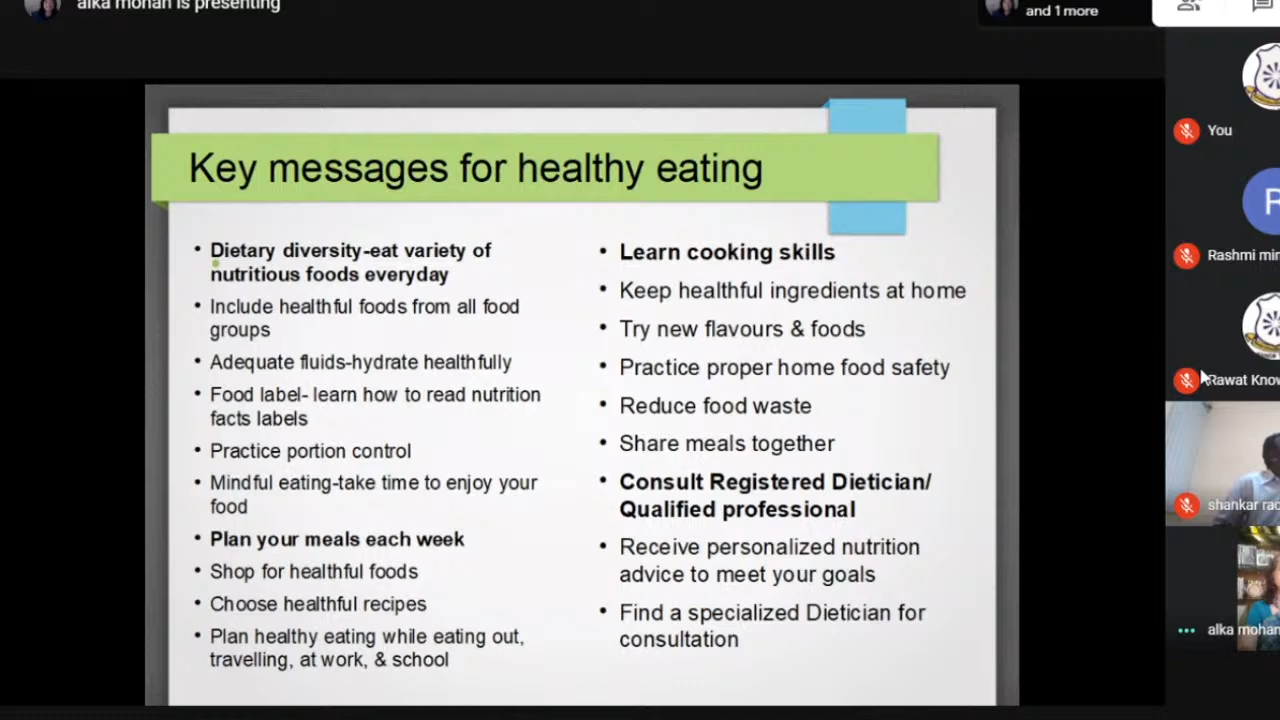 alka mohan is presenting
and 1 more
Key messages for healthy eating
• Dietary diversity-eat variety of
nutritious foods everyday
• Include healthful foods from all food
groups
• Adequate fluids-hydrate healthfully
• Food label- learn how to read nutrition
facts labels
• Practice portion control
• Mindful eating-take time to enjoy your
food
• Plan your meals each week
• Shop for healthful foods
• Choose healthful recipes
• Plan healthy eating while eating out,
travelling, at work, & school
• Learn cooking skills
• Keep healthful ingredients at home
• Try new flavours & foods
• Practice proper home food safety
• Reduce food waste
• Share meals together
• Consult Registered Dietician/
Qualified professional
• Receive personalized nutrition
advice to meet your goals
• Find a specialized Dietician for
consultation
You
R
Rashmi
Rawat
shankar
alka mohan